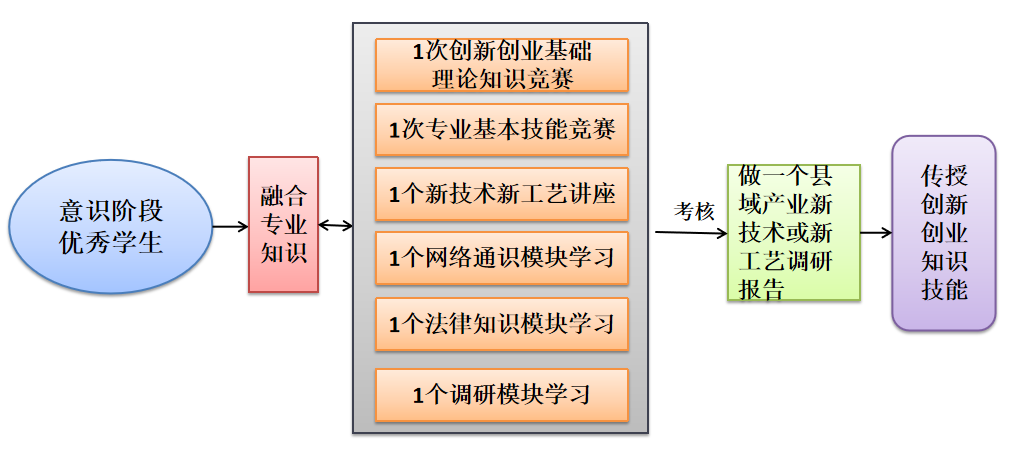 意识阶段
优秀学生
融合
专业
知识
1次创新创业基础
理论知识竞赛
1次专业基本技能竞赛
1个新技术新工艺讲座
1个网络通识模块学习
1个法律知识模块学习
1个调研模块学习
考核
做一个县
域产业新
技术或新
工艺调研
报告
传授
创新
创业
知识
技能